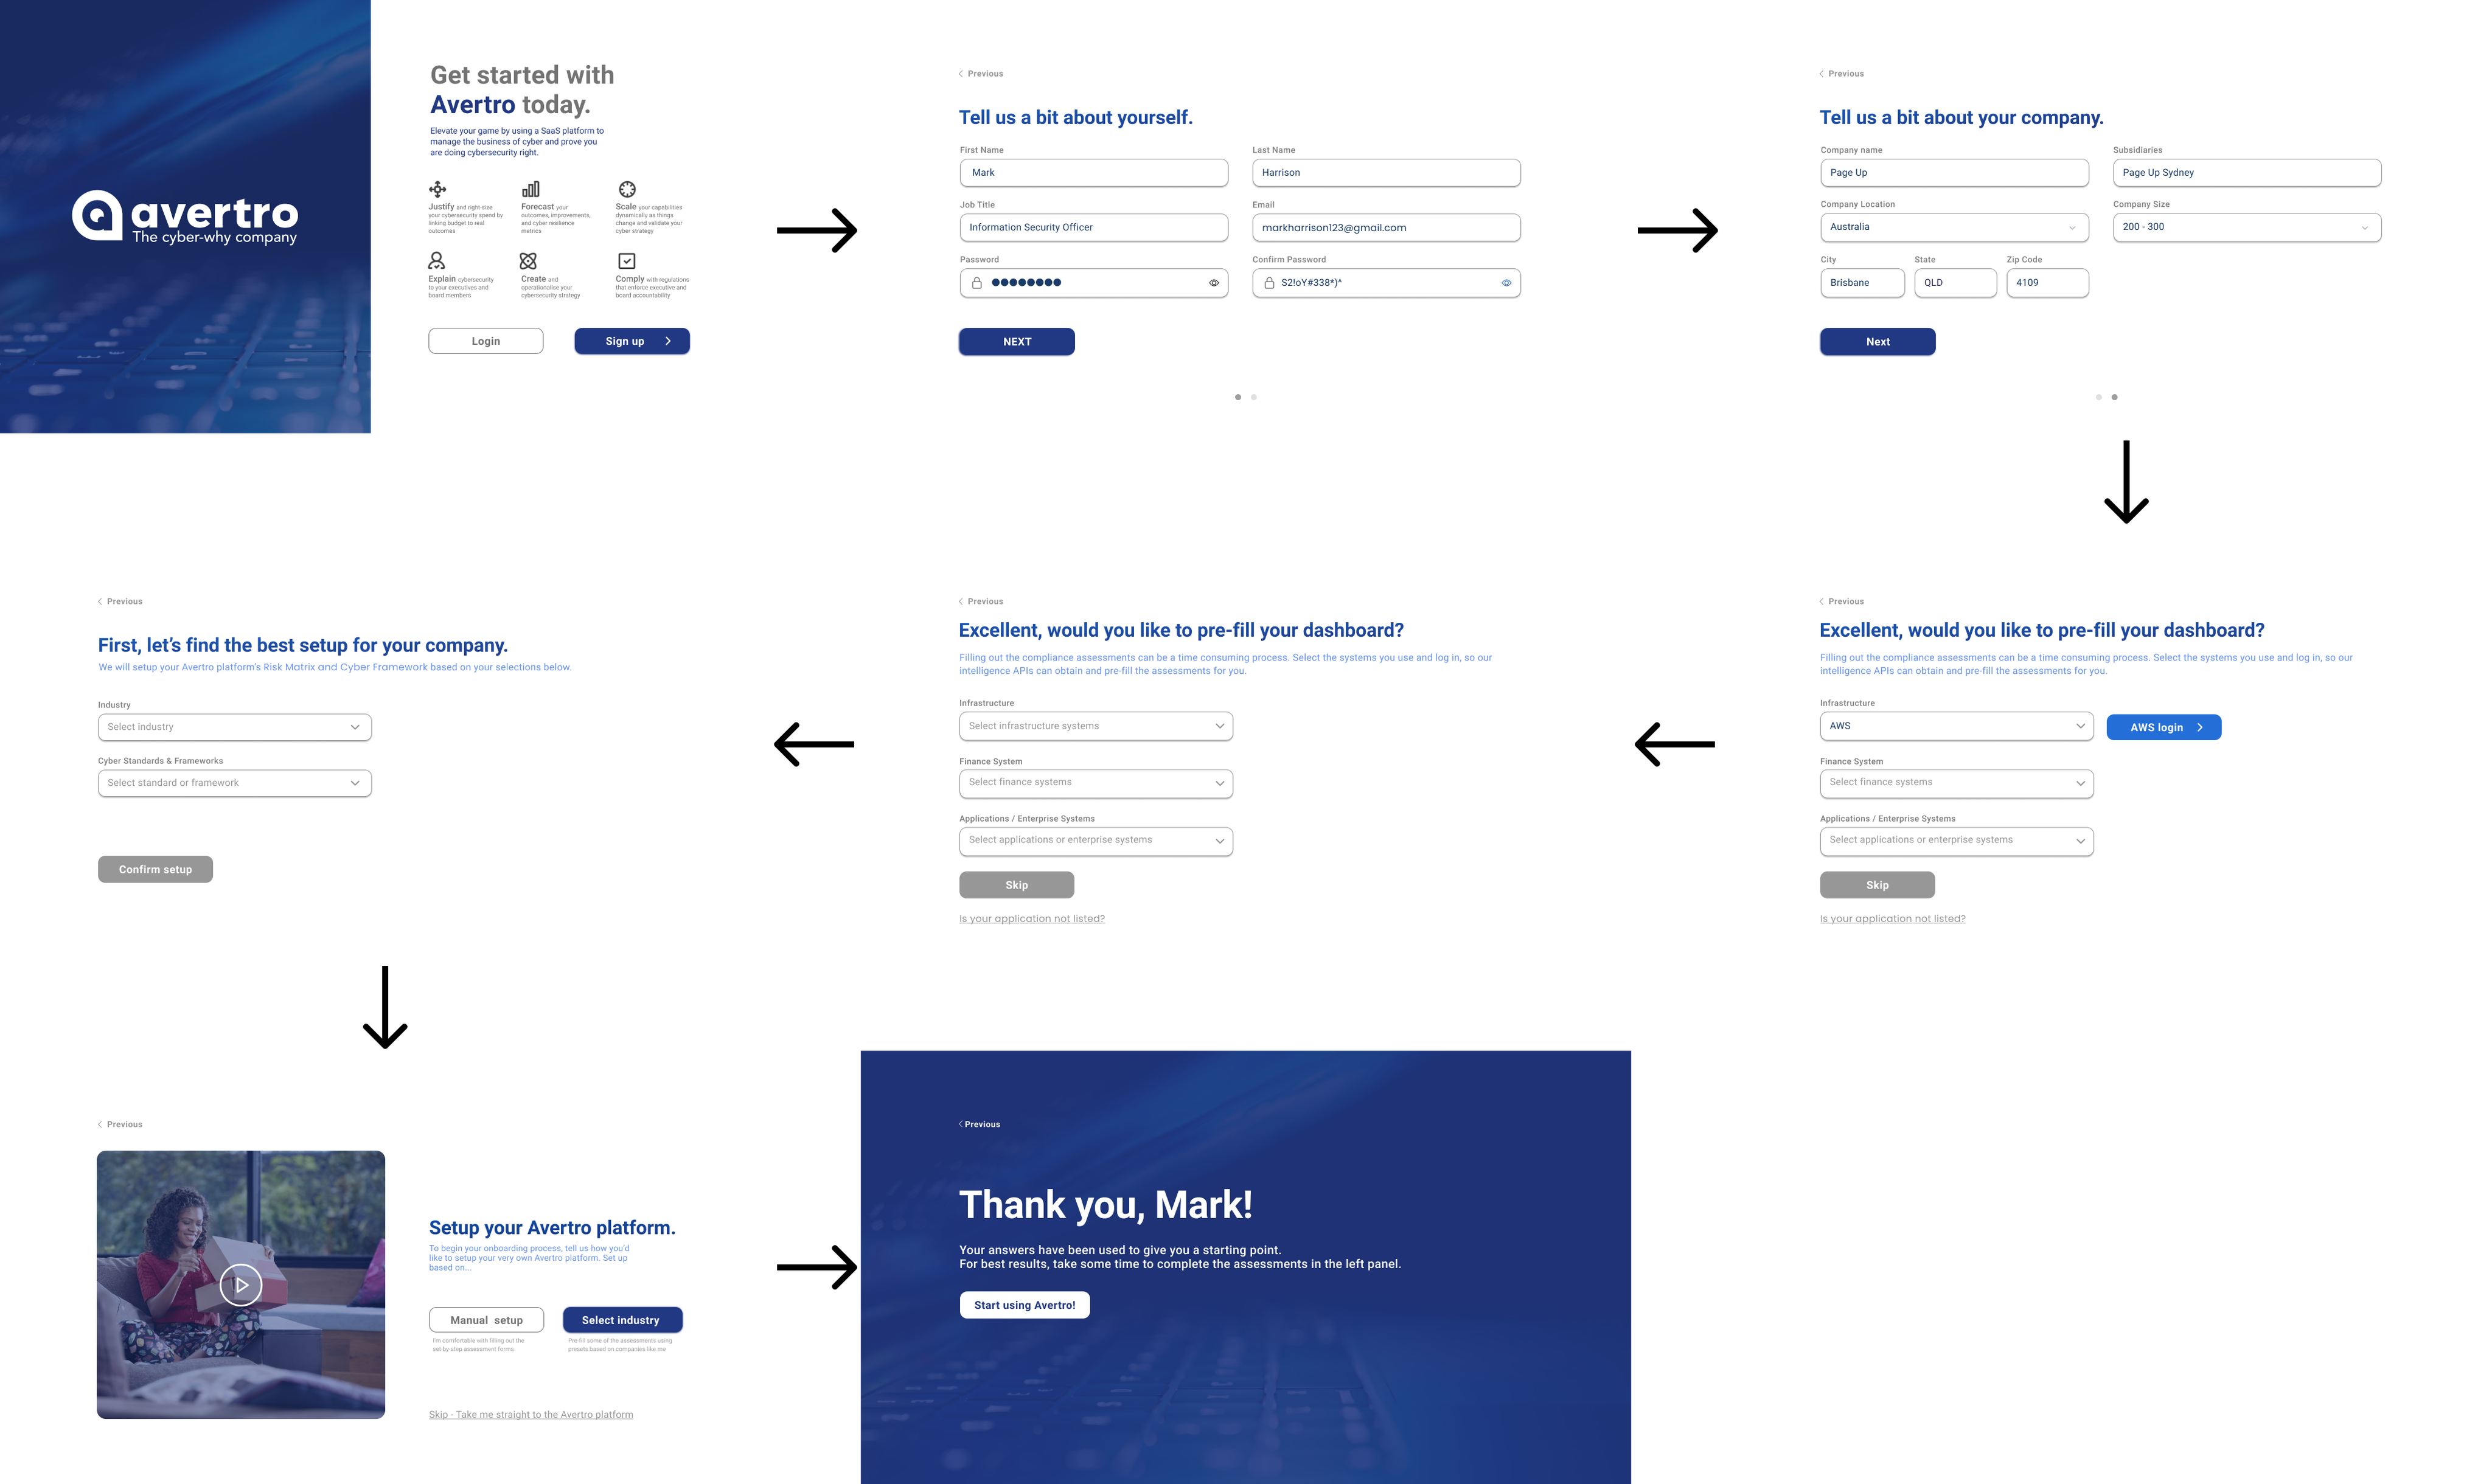 avertro
The cyber-why company
Get started with
Avertro today.
Elevate your game by using a SaaS platform to
manage the business of cyber and prove you
are doing cybersecurity right.
Justify and right-size
your cybersecurity spend by
linking budget to real
outcomes
Forecast your
outcomes, improvements,
and cyber resilience
metrics
Scale your capabilities
dynamically as things
change and validate your
cyber strategy
Explain cybersecurity
to your executives and
board members
Create and
operationalise your
cybersecurity strategy
Comply with regulations
that enforce executive and
board accountability
Login
Sign up
Previous
Tell us a bit about yourself.
First Name
Last Name
Mark
Harrison
Job Title
Email
Information Security Officer
markharrison123@gmail.com
Password
Confirm Password
S2!oY#338*)^
NEXT
Previous
Tell us a bit about your company.
Company name
Subsidiaries
Page Up
Page Up Sydney
Company Location
Company Size
Australia
200 - 300
City
State
Zip Code
Brisbane
QLD
4109
Next
Previous
Excellent, would you like to pre-fill your dashboard?
Filling out the compliance assessments can be a time consuming process. Select the systems you use and log in, so our
intelligence APIs can obtain and pre-fill the assessments for you.
Infrastructure
AWS
AWS login
Finance System
Select finance systems
Applications / Enterprise Systems
Select applications or enterprise systems
Skip
Is your application not listed?
Previous
Excellent, would you like to pre-fill your dashboard?
Filling out the compliance assessments can be a time consuming process. Select the systems you use and log in, so our
intelligence APIs can obtain and pre-fill the assessments for you.
Infrastructure
Select infrastructure systems
Finance System
Select finance systems
Applications / Enterprise Systems
Select applications or enterprise systems
Skip
Is your application not listed?
Previous
First, let's find the best setup for your company.
We will setup your Avertro platform's Risk Matrix and Cyber Framework based on your selections below.
Industry
Select industry
Cyber Standards & Frameworks
Select standard or framework
Confirm setup
Previous
Setup your Avertro platform.
To begin your onboarding process, tell us how you'd
like to setup your very own Avertro platform. Set up
based on...
Manual setup
I'm comfortable with filling out the
set-by-step assessment forms
Select industry
Pre-fill some of the assessments using
presets based on companies like me
Skip - Take me straight to the Avertro platform
Previous
Thank you, Mark!
Your answers have been used to give you a starting point.
For best results, take some time to complete the assessments in the left panel.
Start using Avertro!